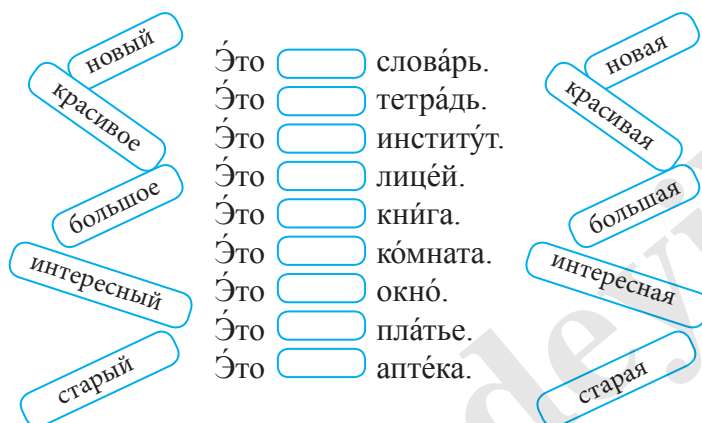 новый
красивое
большое
интересный
старый
Э́то словáрь.
Э́то тетрáдь.
Э́то институ́т.
Э́то лицéй.
Э́то кни́га.
Э́то кóмната.
Э́то окнó.
Э́то плáтье.
Э́то аптéка.
новая
красивая
большая
интересная
старая